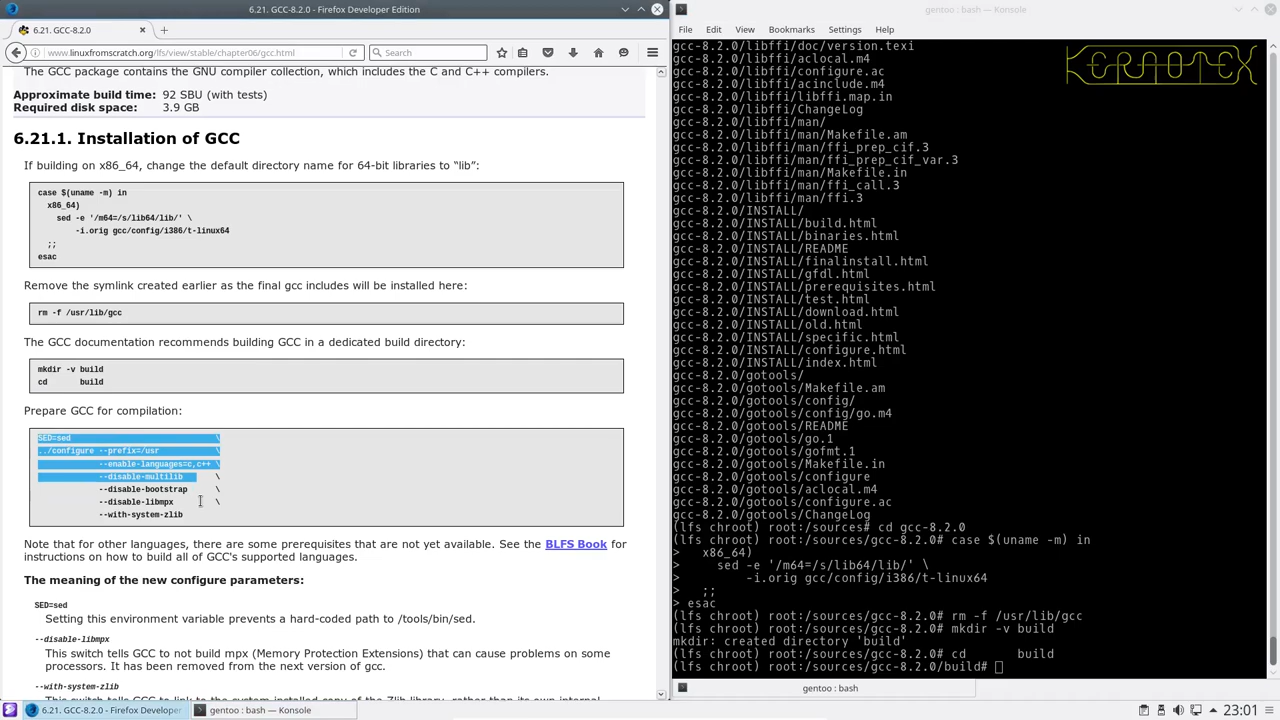 6.21. GCC-8.2.0 - Firefox Developer Edition
6.21. GCC-8.2.0
www.linuxfromscratch.org/lfs/view/stable/chapter06/gcc.html
Search
The GCC package contains the GNU compiler collection, which includes the C and C++ compilers.
Approximate build time: 92 SBU (with tests)
Required disk space: 3.9 GB
6.21.1. Installation of GCC
If building on x86_64, change the default directory name for 64-bit libraries to “lib”:
case $(uname -m) in
x86_64)
sed -e '/m64=/s/lib64/lib/' \
-i.orig gcc/config/i386/t-linux64
;;
esac
Remove the symlink created earlier as the final gcc includes will be installed here:
rm -f /usr/lib/gcc
The GCC documentation recommends building GCC in a dedicated build directory:
mkdir -v build
cd build
Prepare GCC for compilation:
SED=sed \
../configure --prefix=/usr \
--enable-languages=c,c++ \
--disable-multilib \
--disable-bootstrap \
--disable-libmpx \
--with-system-zlib
Note that for other languages, there are some prerequisites that are not yet available. See the BLFS Book for
instructions on how to build all of GCC's supported languages.
The meaning of the new configure parameters:
SED=sed
Setting this environment variable prevents a hard-coded path to /tools/bin/sed.
--disable-libmpx
This switch tells GCC to not build mpx (Memory Protection Extensions) that can cause problems on some
processors. It has been removed from the next version of gcc.
--with-system-zlib
This switch tells GCC to link to the system installed copy of the Zlib library, rather than its own internal
gentoo : bash — Konsole
File Edit View Bookmarks Settings Help
KERAOTEX
gcc-8.2.0/libffi/doc/version.texi
gcc-8.2.0/libffi/aclocal.m4
gcc-8.2.0/libffi/configure.ac
gcc-8.2.0/libffi/acinclude.m4
gcc-8.2.0/libffi/libffi.map.in
gcc-8.2.0/libffi/ChangeLog
gcc-8.2.0/libffi/man/
gcc-8.2.0/libffi/man/Makefile.am
gcc-8.2.0/libffi/man/ffi_prep_cif.3
gcc-8.2.0/libffi/man/ffi_prep_cif_var.3
gcc-8.2.0/libffi/man/Makefile.in
gcc-8.2.0/libffi/man/ffi_call.3
gcc-8.2.0/libffi/man/ffi.3
gcc-8.2.0/INSTALL/
gcc-8.2.0/INSTALL/build.html
gcc-8.2.0/INSTALL/binaries.html
gcc-8.2.0/INSTALL/README
gcc-8.2.0/INSTALL/finalinstall.html
gcc-8.2.0/INSTALL/gfdl.html
gcc-8.2.0/INSTALL/prerequisites.html
gcc-8.2.0/INSTALL/test.html
gcc-8.2.0/INSTALL/download.html
gcc-8.2.0/INSTALL/old.html
gcc-8.2.0/INSTALL/specific.html
gcc-8.2.0/INSTALL/configure.html
gcc-8.2.0/INSTALL/index.html
gcc-8.2.0/gotools/
gcc-8.2.0/gotools/Makefile.am
gcc-8.2.0/gotools/config/
gcc-8.2.0/gotools/config/go.m4
gcc-8.2.0/gotools/README
gcc-8.2.0/gotools/go.1
gcc-8.2.0/gotools/gofmt.1
gcc-8.2.0/gotools/Makefile.in
gcc-8.2.0/gotools/configure
gcc-8.2.0/gotools/aclocal.m4
gcc-8.2.0/gotools/configure.ac
gcc-8.2.0/gotools/ChangeLog
(lfs chroot) root:/sources# cd gcc-8.2.0
(lfs chroot) root:/sources/gcc-8.2.0# case $(uname -m) in
> x86_64)
> sed -e '/m64=/s/lib64/lib/' \
> -i.orig gcc/config/i386/t-linux64
> ;;
> esac
(lfs chroot) root:/sources/gcc-8.2.0# rm -f /usr/lib/gcc
(lfs chroot) root:/sources/gcc-8.2.0# mkdir -v build
mkdir: created directory 'build'
(lfs chroot) root:/sources/gcc-8.2.0# cd build
(lfs chroot) root:/sources/gcc-8.2.0/build#
gentoo : bash
6.21. GCC-8.2.0 - Firefox Developer
gentoo : bash — Konsole
23:01